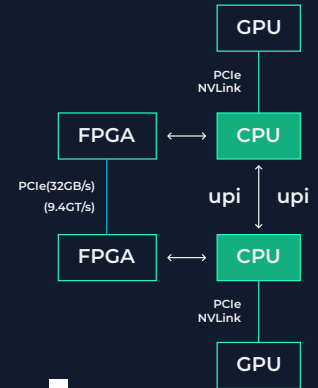 GPU
PCIe
NVLink
FPGA
CPU
PCIe(32GB/s)
(9.4GT/s)
upi upi
FPGA
CPU
PCIe
NVLink
GPU